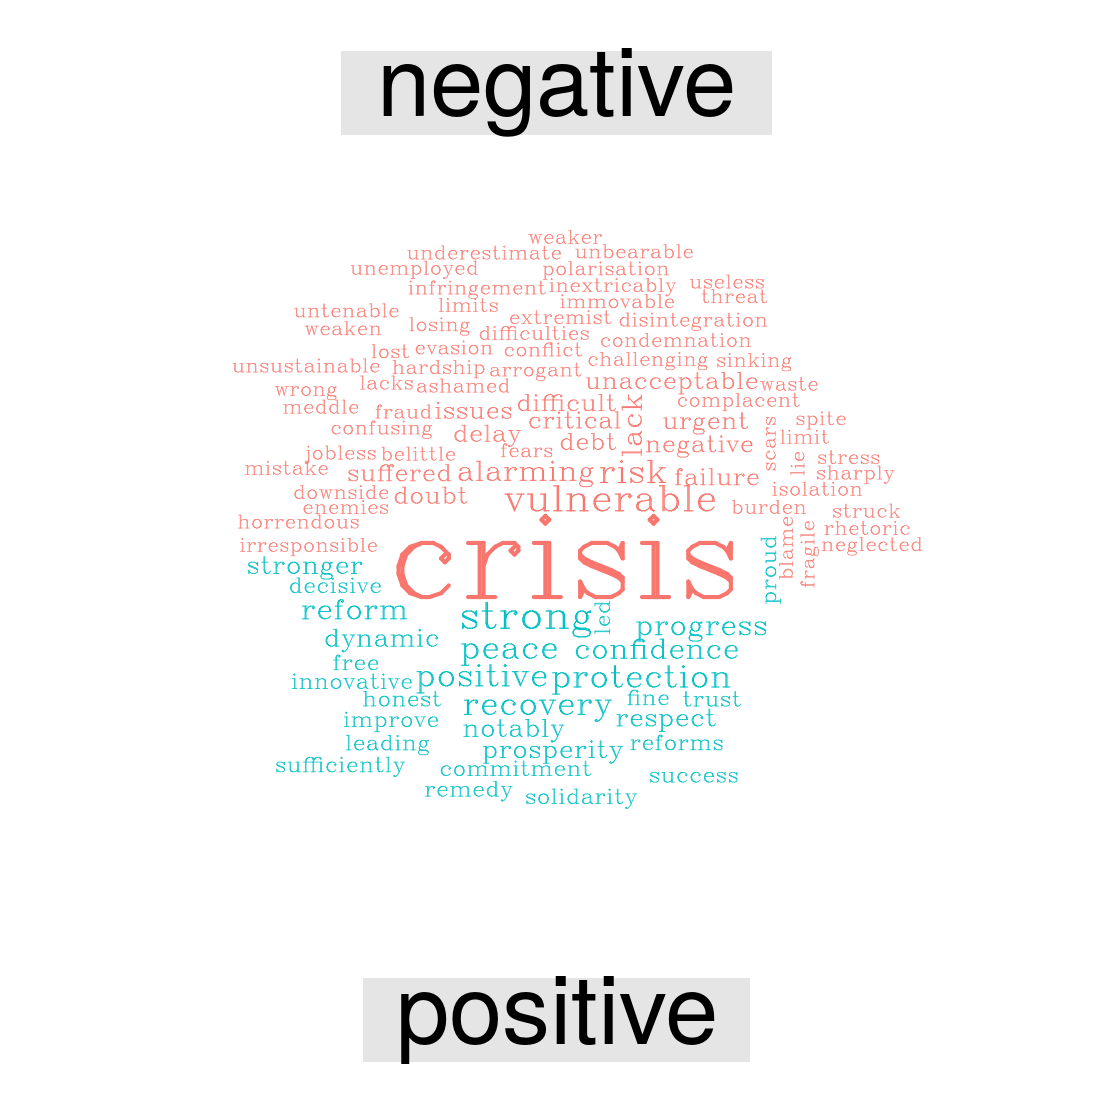 negative
weaker
underestimate unbearable
unemployed polarisation
infringement inextricably useless
limits immovable threat
untenable extremist disintegration
weaken losing difficulties condemnation
lost evasion conflict challenging sinking
unsustainable hardship arrogant
wrong lacks ashamed unacceptable waste
meddle fraud issues difficult lack complacent
confusing delay critical urgent scars spite
jobless belittle fears debt negative lie limit
mistake suffered alarming risk failure stress
sharply
downside doubt vulnerable isolation
enemies burden struck
horrendous blame fragile rhetoric
irresponsible crisis proud neglected
stronger
decisive
reform strong led progress
dynamic peace confidence
free
innovative positive protection
honest recovery fine trust
improve notably respect
leading prosperity reforms
sufficiently commitment success
remedy solidarity
positive